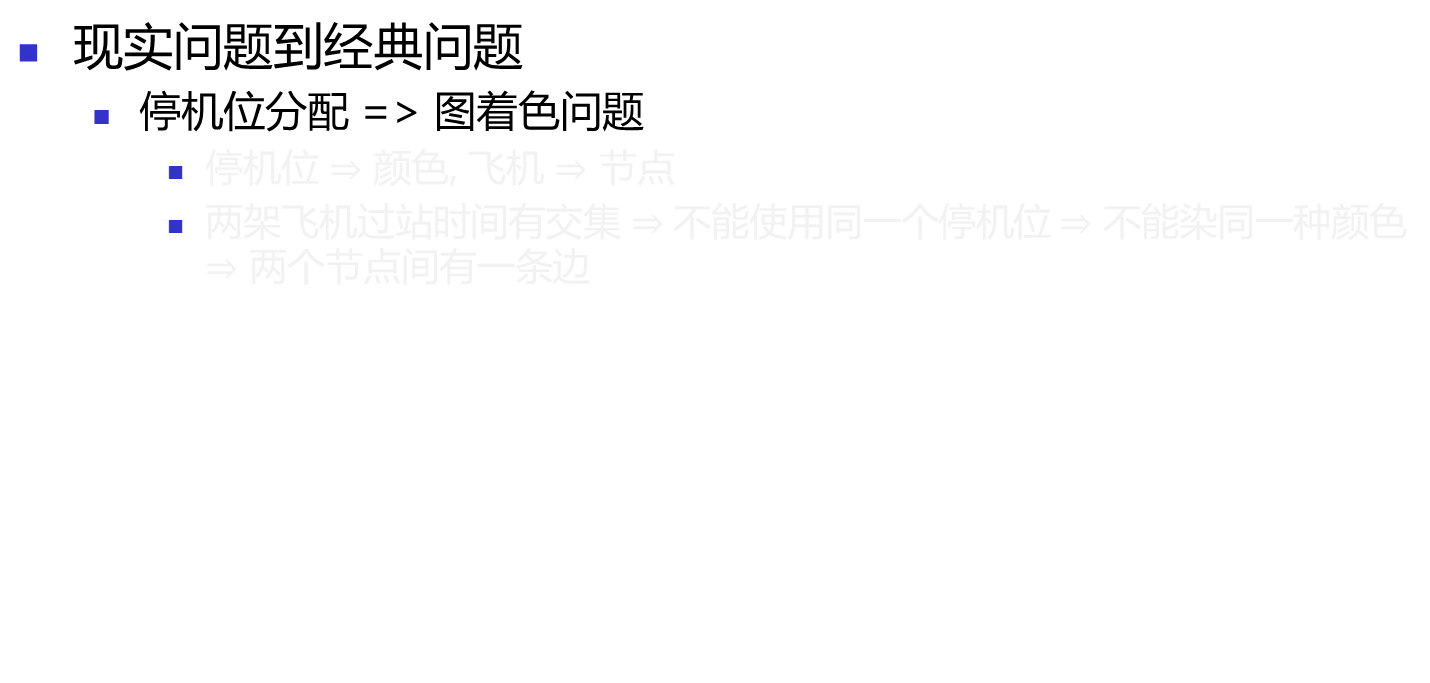 现实问题到经典问题
停机位分配 => 图着色问题
停机位 ⇒ 颜色, 飞机 ⇒ 节点
两架飞机过站时间有交集 ⇒ 不能使用同一个停机位 ⇒ 不能染同一种颜色
⇒ 两个节点间有一条边